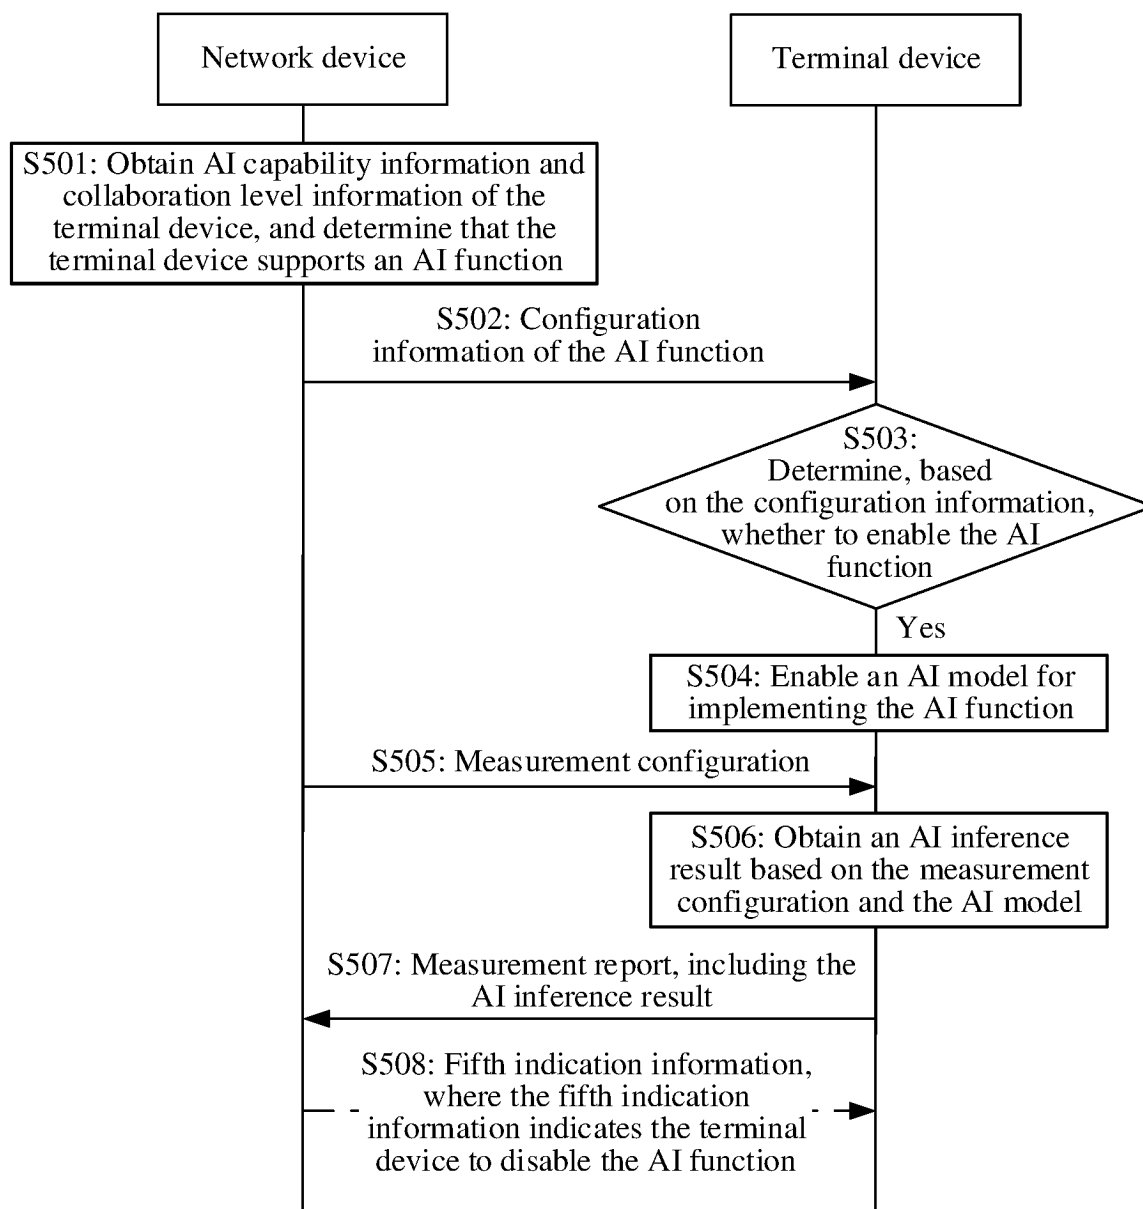 Network device
Terminal device
S501: Obtain AI capability information and
collaboration level information of the
terminal device, and determine that the
terminal device supports an AI function
S502: Configuration
information of the AI function
S503:
Determine, based
on the configuration information,
whether to enable the AI
function
Yes
S504: Enable an AI model for
implementing the AI function
S505: Measurement configuration
S506: Obtain an AI inference
result based on the measurement
configuration and the AI model
S507: Measurement report, including the
AI inference result
S508: Fifth indication information,
where the fifth indication
information indicates the terminal
device to disable the AI function